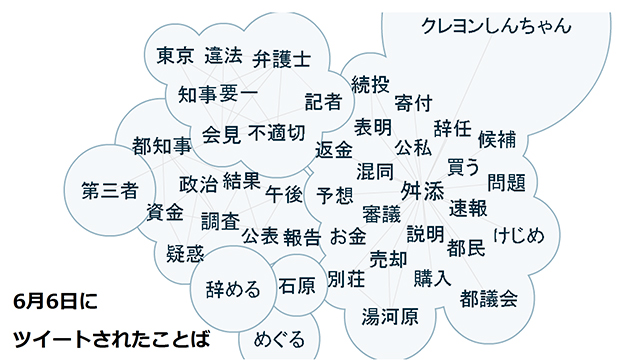 クレヨンしんちゃん
東京
違法
弁護士
知事
要一
記者
続投
寄付
会見
不適切
表明
辞任
候補
都知事
返金
公私
混同
買う
第三者
政治
結果
午後
予想
舛添
問題
資金
調査
審議
速報
公表
報告
お金
説明
けじめ
疑惑
売却
都民
辞める
石原
別荘
購入
都議会
湯河原
めぐる
6月6日に
ツイートされたことば